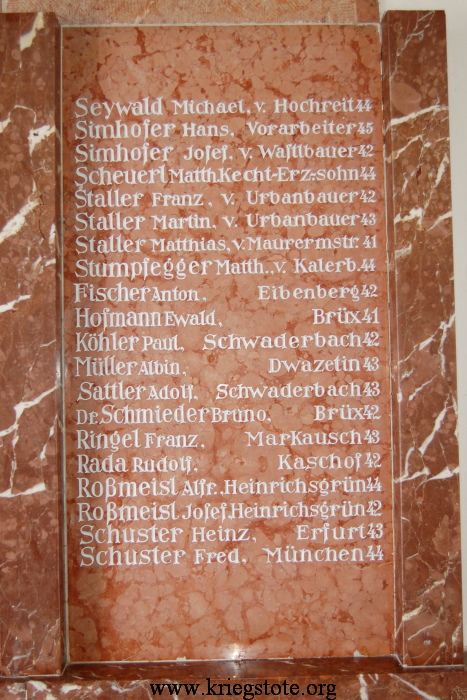 Seywald Michael, v. Hochreit 44
Simhofer Hans, Vorarbeiter 45
Simhofer Josef, v. Wastlbauer 42
Scheuerl Matth. Kecht-Erz-sohn 44
Staller Franz, v. Urbanbauer 42
Staller Martin, v. Urbanbauer 43
Staller Matthias, v. Maurermstr. 41
Stumpfegger Matth. v. Kalerb. 44
Fischer Anton, Eibenberg 42
Hofmann Ewald, Brüx 41
Köhler Paul, Schwaderbach 42
Müller Albin, Dwazetin 43
Sattler Adolf, Schwaderbach 43
Dr. Schmieder Bruno, Brüx 42
Ringel Franz, Markausch 43
Rada Rudolf, Kaschof 42
Roßmeisl Alfr., Heinrichsgrün 44
Roßmeisl Josef, Heinrichsgrün 42
Schuster Heinz, Erfurt 43
Schuster Fred, München 44
www.kriegstote.org